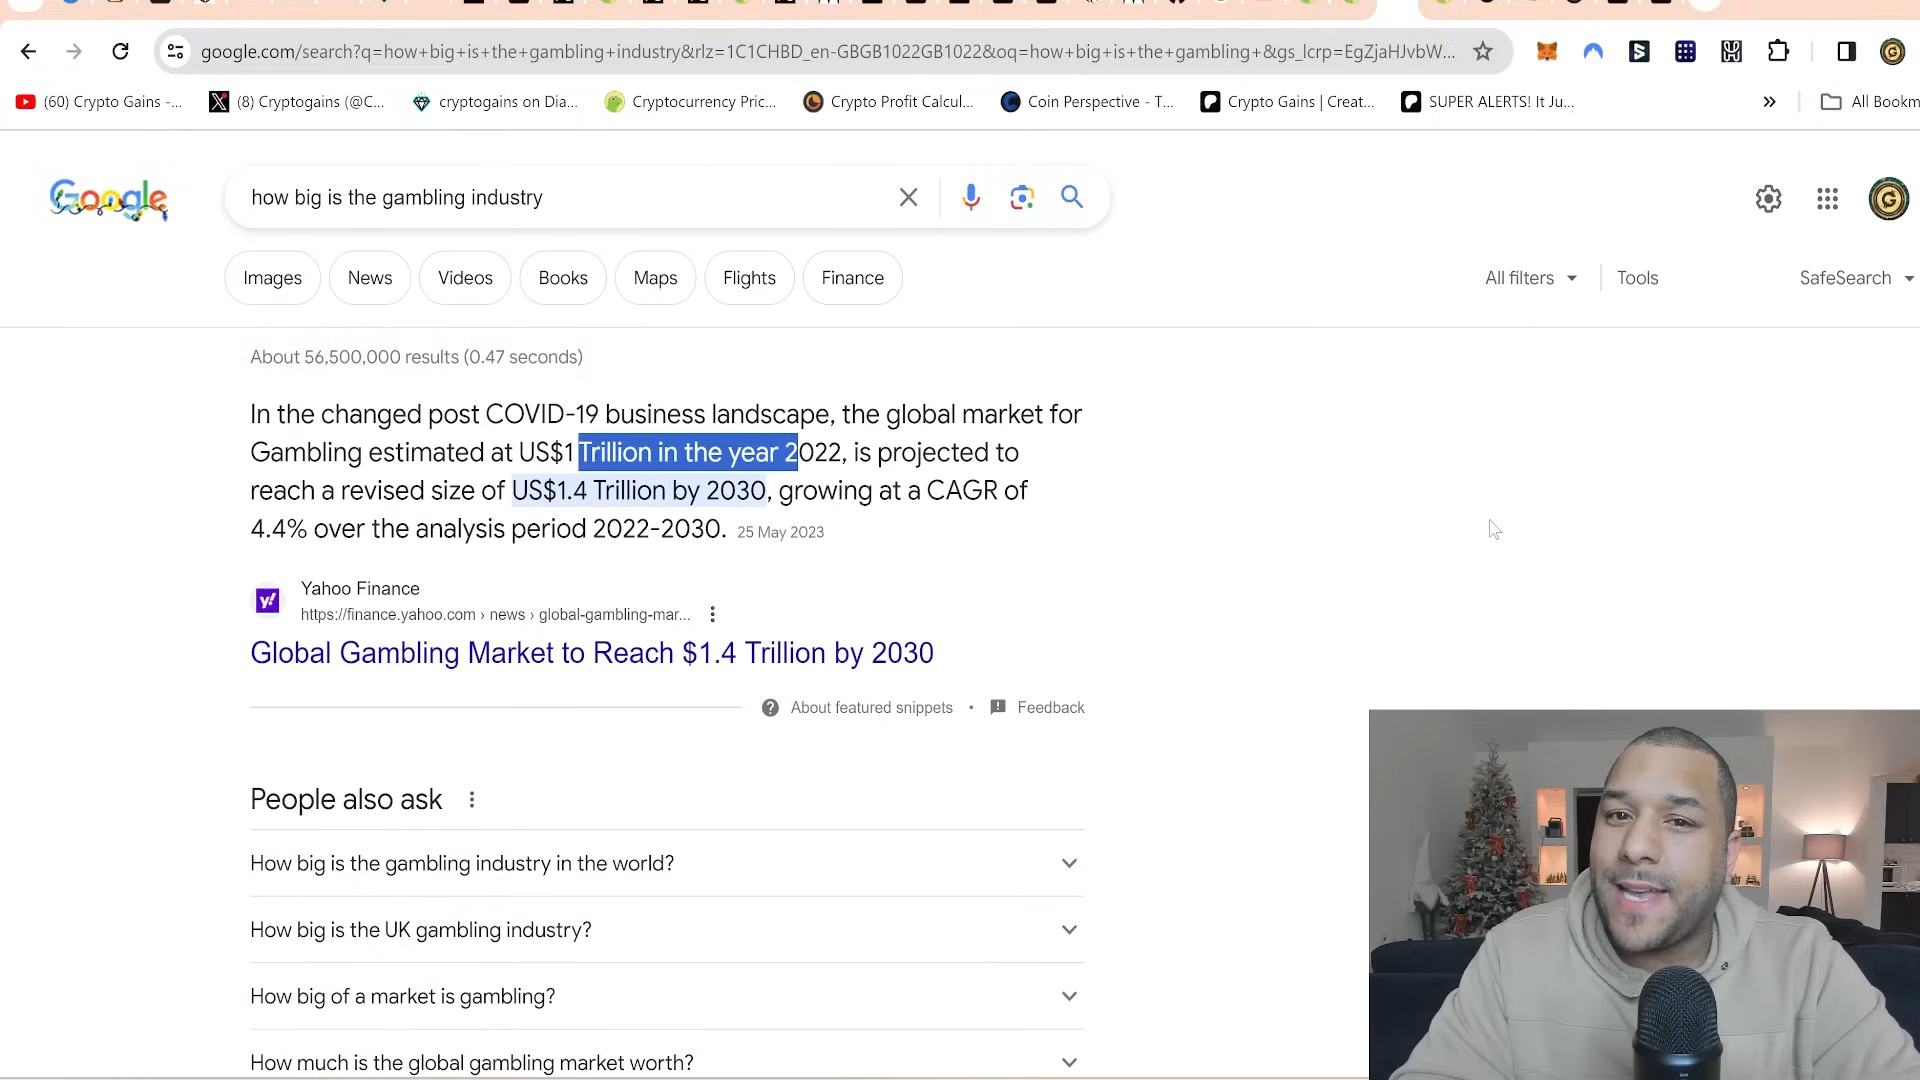 google.com/search?q=how+big+is+the+gambling+industry&rlz=1C1CHBD_en-GBGB1022GB1022&oq=how+big+is+the+gambling+&gs_lcrp=EgZjaHJvbW...
(60) Crypto Gains -... (8) Cryptogains (@C... cryptogains on Dia... Cryptocurrency Pric... Crypto Profit Calcul... Coin Perspective - T... Crypto Gains | Creat... SUPER ALERTS! It Ju... » All Bookm
Google how big is the gambling industry
Images News Videos Books Maps Flights Finance All filters Tools SafeSearch
About 56,500,000 results (0.47 seconds)
In the changed post COVID-19 business landscape, the global market for
Gambling estimated at US$1 Trillion in the year 2022, is projected to
reach a revised size of US$1.4 Trillion by 2030, growing at a CAGR of
4.4% over the analysis period 2022-2030. 25 May 2023
Yahoo Finance
https://finance.yahoo.com › news › global-gambling-mar...
Global Gambling Market to Reach $1.4 Trillion by 2030
About featured snippets • Feedback
People also ask
How big is the gambling industry in the world?
How big is the UK gambling industry?
How big of a market is gambling?
How much is the global gambling market worth?